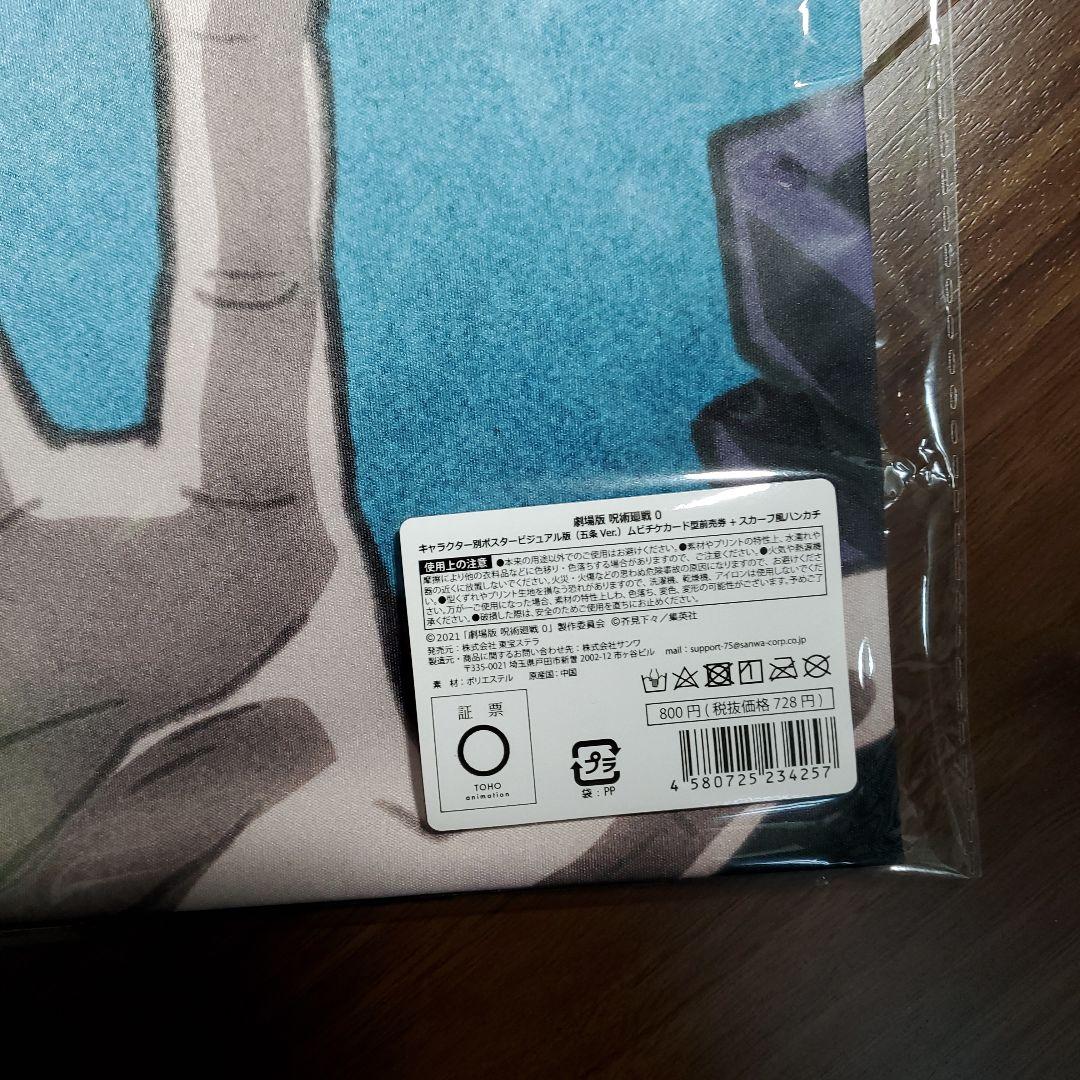 劇場版 呪術廻戦 0
キャラクター別ポスタービジュアル版（五条 Ver.）ムビチケカード型前売券 + スカーフ風ハンカチ
使用上の注意 ●本来の用途以外でのご使用はお避けください。●素材やプリントの特性上、水濡れや
摩擦により他の衣料品などに色移り・色落ちする場合がありますので、ご注意ください。●火気や熱源機
器の近くに放置しないでください。火災・火傷などの思わぬ危険事故の原因になりますので、お避けくださ
い。●型くずれやプリント生地を損なう恐れがありますので、洗濯機、乾燥機、アイロンは使用しないでくだ
さい。万が一ご使用になった場合、素材の特性上しわ、色落ち、変色、変形の可能性がございます。予めご了
承ください。●破損した際は、安全のためご使用を直ちにお止めください。
©2021「劇場版 呪術廻戦 0」製作委員会 ©芥見下々／集英社
発売元：株式会社 東宝ステラ
製造元・商品に関するお問い合わせ先：株式会社サンワ mail：support-75@sanwa-corp.co.jp
〒335-0021 埼玉県戸田市新曽 2002-12 市ヶ谷ビル
素 材：ポリエステル 原産国：中国
800 円 ( 税抜価格 728 円 )
証 票
TOHO
animation
プラ
袋：PP
4 580725 234257